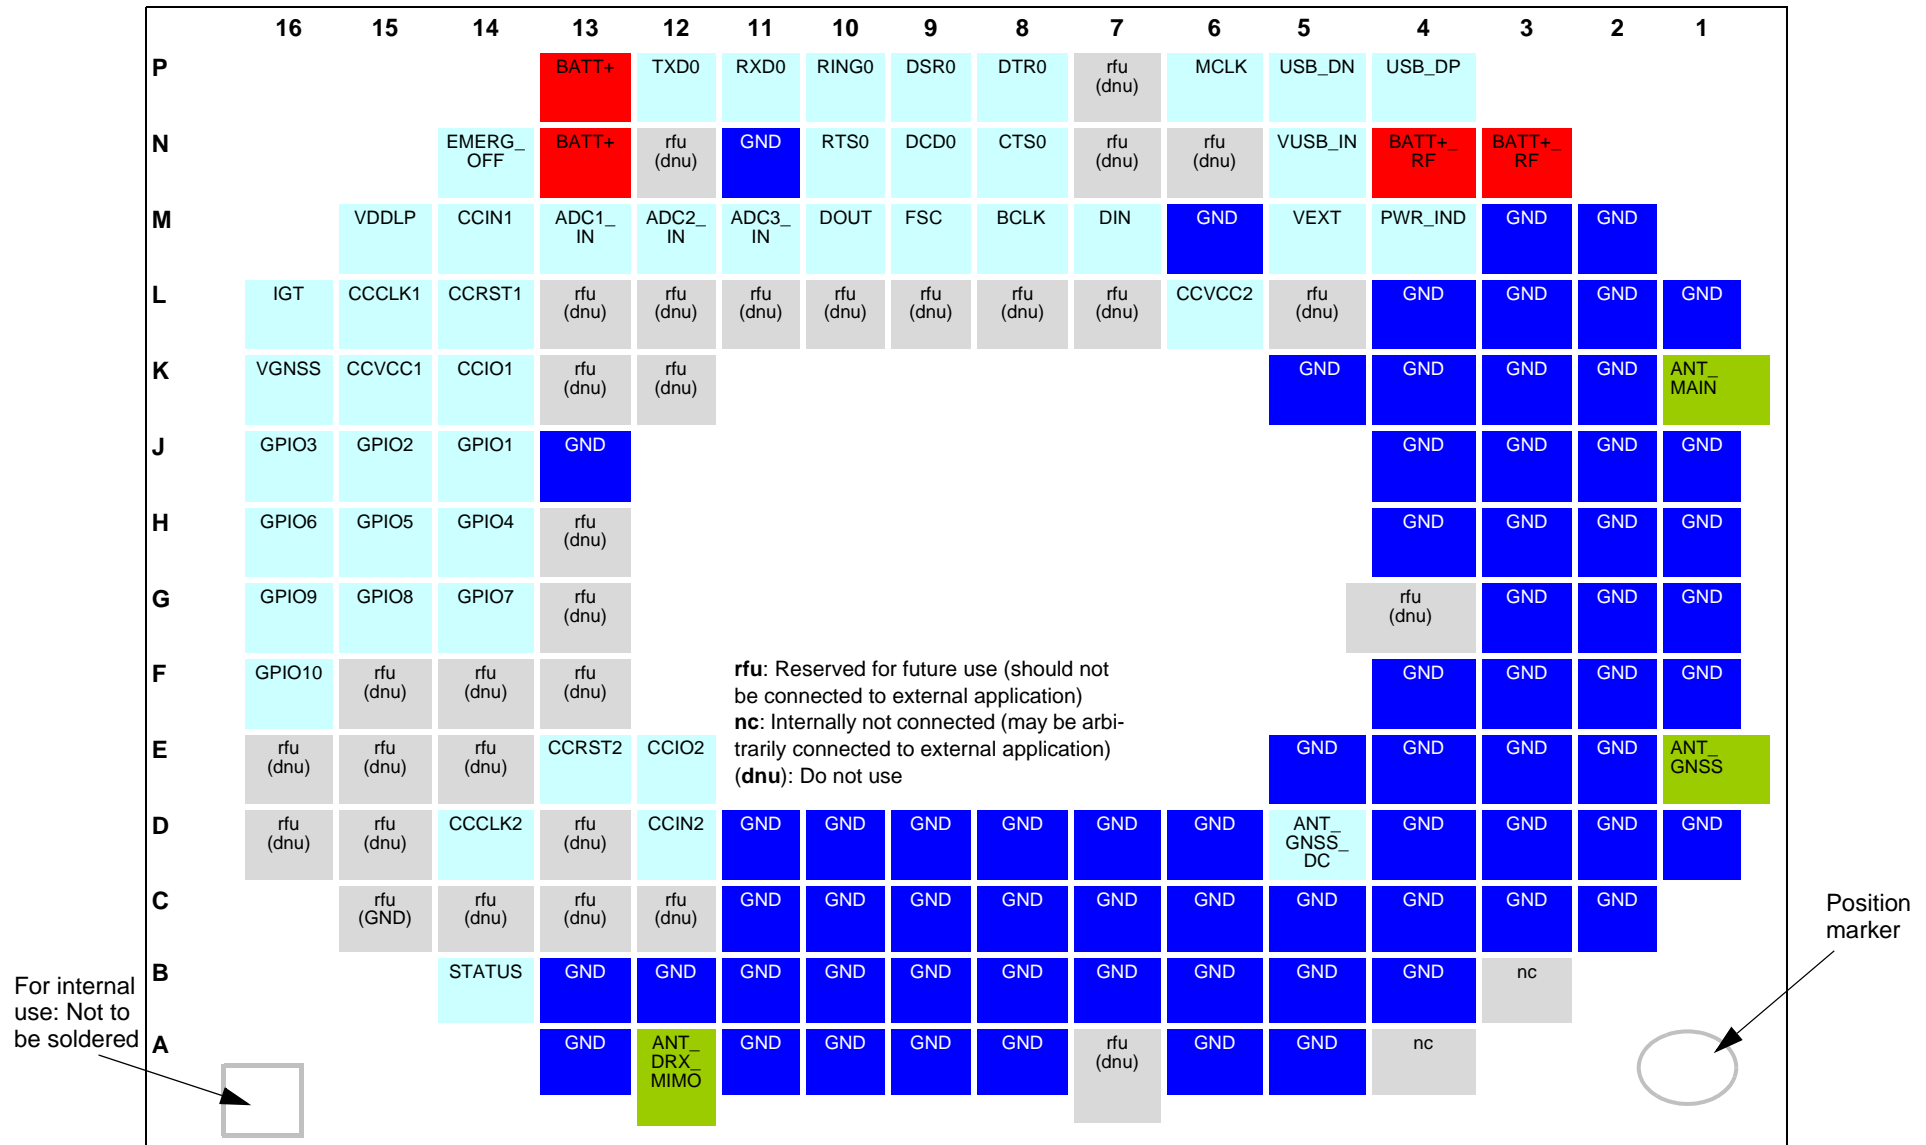 16 15 14 13 12 11 10 9 8 7 6 5 4 3 2 1
P BATT+ TXD0 RXD0 RING0 DSR0 DTR0 rfu (dnu) MCLK USB_DN USB_DP
N EMERG_ OFF BATT+ rfu (dnu) GND RTS0 DCD0 CTS0 rfu (dnu) rfu (dnu) VUSB_IN BATT+_ RF BATT+_ RF
M VDDLP CCIN1 ADC1_ IN ADC2_ IN ADC3_ IN DOUT FSC BCLK DIN GND VEXT PWR_IND GND GND
L IGT CCCLK1 CCRST1 rfu (dnu) rfu (dnu) rfu (dnu) rfu (dnu) rfu (dnu) rfu (dnu) rfu (dnu) CCVCC2 rfu (dnu) GND GND GND GND
K VGNSS CCVCC1 CCIO1 rfu (dnu) rfu (dnu) GND GND GND GND ANT_ MAIN
J GPIO3 GPIO2 GPIO1 GND GND GND GND GND
H GPIO6 GPIO5 GPIO4 rfu (dnu) GND GND GND GND
G GPIO9 GPIO8 GPIO7 rfu (dnu) rfu (dnu) GND GND GND
F GPIO10 rfu (dnu) rfu (dnu) rfu (dnu) GND GND GND GND
rfu: Reserved for future use (should not
be connected to external application)
nc: Internally not connected (may be arbi-
trarily connected to external application)
(dnu): Do not use
E rfu (dnu) rfu (dnu) rfu (dnu) CCRST2 CCIO2 GND GND GND GND ANT_ GNSS
D rfu (dnu) rfu (dnu) CCCLK2 rfu (dnu) CCIN2 GND GND GND GND GND GND ANT_ GNSS_ DC GND GND GND GND
C rfu (GND) rfu (dnu) rfu (dnu) rfu (dnu) GND GND GND GND GND GND GND GND GND GND
B STATUS GND GND GND GND GND GND GND GND GND GND nc
A GND ANT_ DRX_ MIMO GND GND GND GND rfu (dnu) GND GND nc
For internal
use: Not to
be soldered
Position
marker